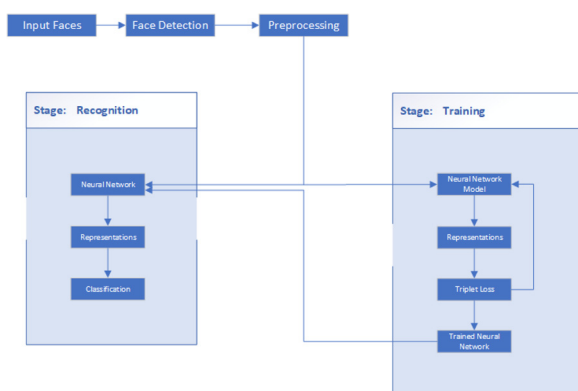 Input Faces
Face Detection
Preprocessing
Stage: Recognition
Neural Network
Representations
Classification
Stage: Training
Neural Network
Model
Representations
Triplet Loss
Trained Neural
Network